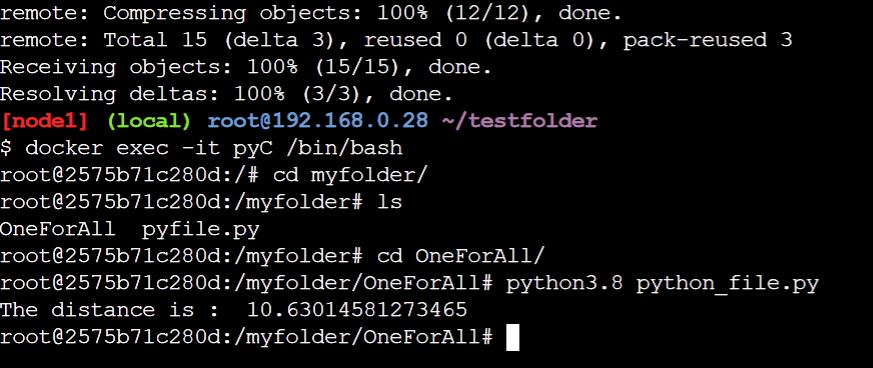 remote: Compressing objects: 100% (12/12), done.
remote: Total 15 (delta 3), reused 0 (delta 0), pack-reused 3
Receiving objects: 100% (15/15), done.
Resolving deltas: 100% (3/3), done.
[node1] (local) root@192.168.0.28 ~/testfolder
$ docker exec -it pyC /bin/bash
root@2575b71c280d:/# cd myfolder/
root@2575b71c280d:/myfolder# ls
OneForAll  pyfile.py
root@2575b71c280d:/myfolder# cd OneForAll/
root@2575b71c280d:/myfolder/OneForAll# python3.8 python_file.py
The distance is :  10.63014581273465
root@2575b71c280d:/myfolder/OneForAll#